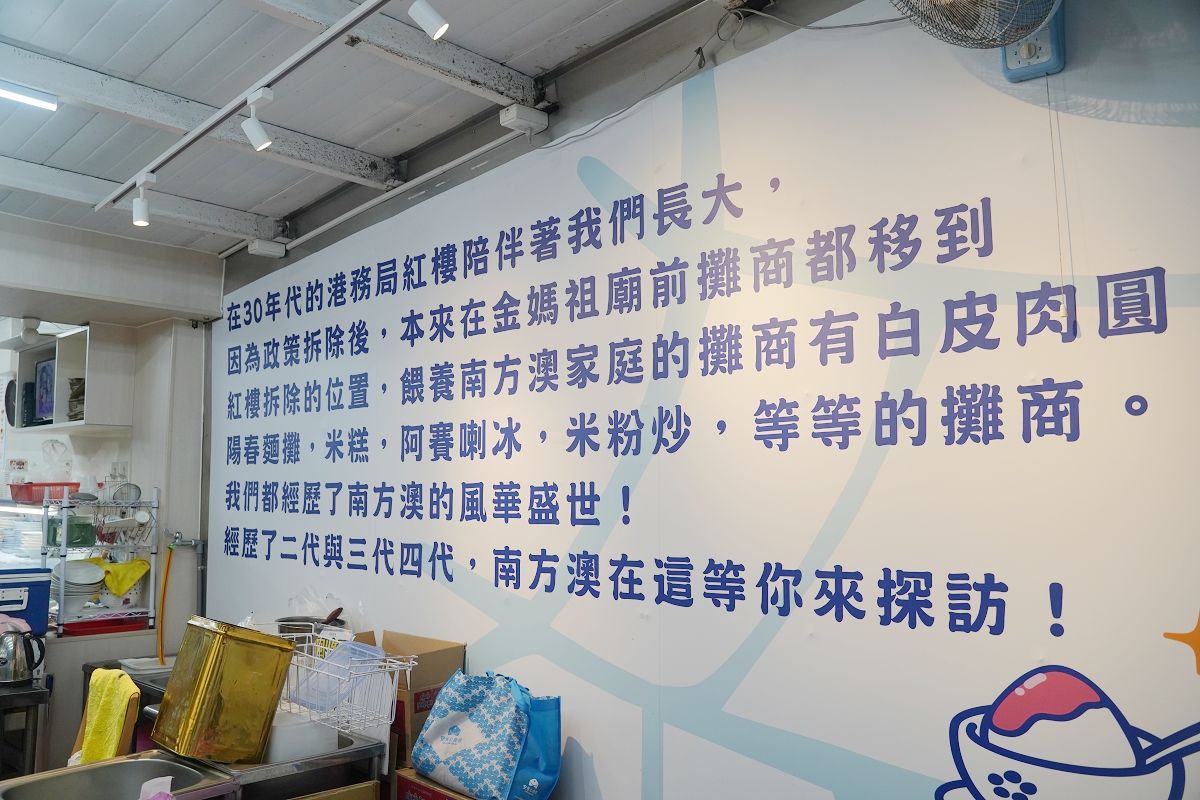 在30年代的港務局紅樓陪伴著我們長大，
因為政策拆除後，本來在金媽祖廟前攤商都移到
紅樓拆除的位置，餵養南方澳家庭的攤商有白皮肉圓
陽春麵攤，米糕，阿賽喇冰，米粉炒，等等的攤商。
我們都經歷了南方澳的風華盛世！
經歷了二代與三代四代，南方澳在這等你來探訪！